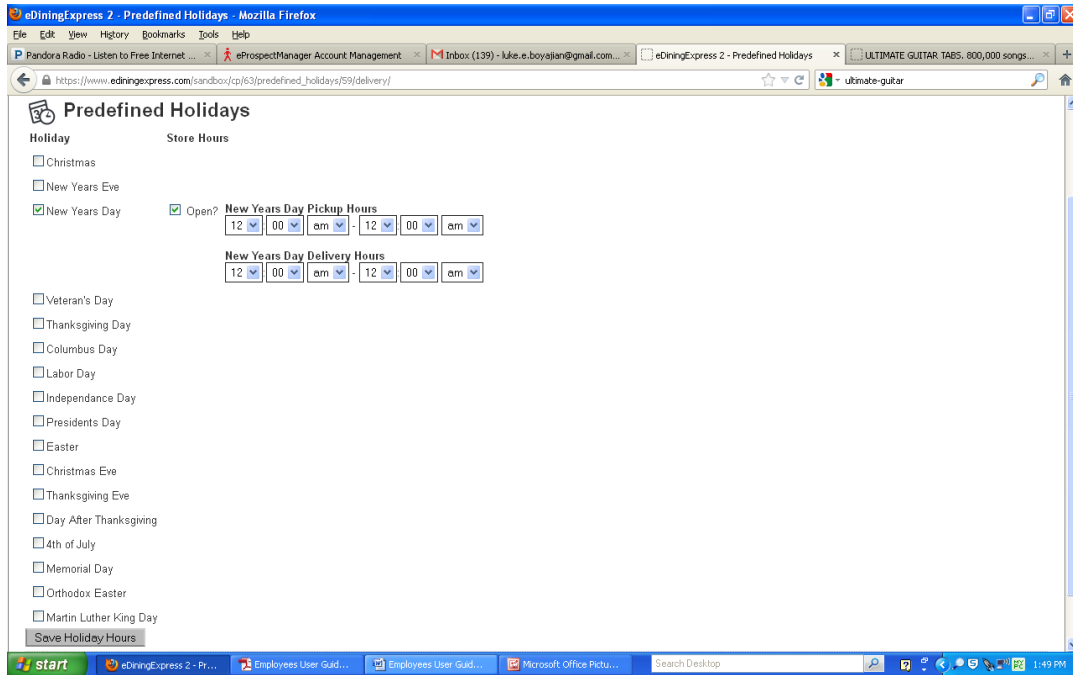 eDiningExpress 2 - Predefined Holidays - Mozilla Firefox
File Edit View History Bookmarks Tools Help
Pandora Radio - Listen to Free Internet ... eProspectManager Account Management Inbox (139) - luke.e.boyajian@gmail.com... eDiningExpress 2 - Predefined Holidays ULTIMATE GUITAR TABS. 800,000 songs...
https://www.ediningexpress.com/sandbox/cp/63/predefined_holidays/59/delivery/ ultimate-guitar
Predefined Holidays
Holiday Store Hours
Christmas
New Years Eve
New Years Day Open? New Years Day Pickup Hours
12 : 00 am - 12 : 00 am
New Years Day Delivery Hours
12 : 00 am - 12 : 00 am
Veteran's Day
Thanksgiving Day
Columbus Day
Labor Day
Independance Day
Presidents Day
Easter
Christmas Eve
Thanksgiving Eve
Day After Thanksgiving
4th of July
Memorial Day
Orthodox Easter
Martin Luther King Day
Save Holiday Hours
start eDiningExpress 2 - Pr... Employees User Guid... Employees User Guid... Microsoft Office Pictu... Search Desktop 1:49 PM